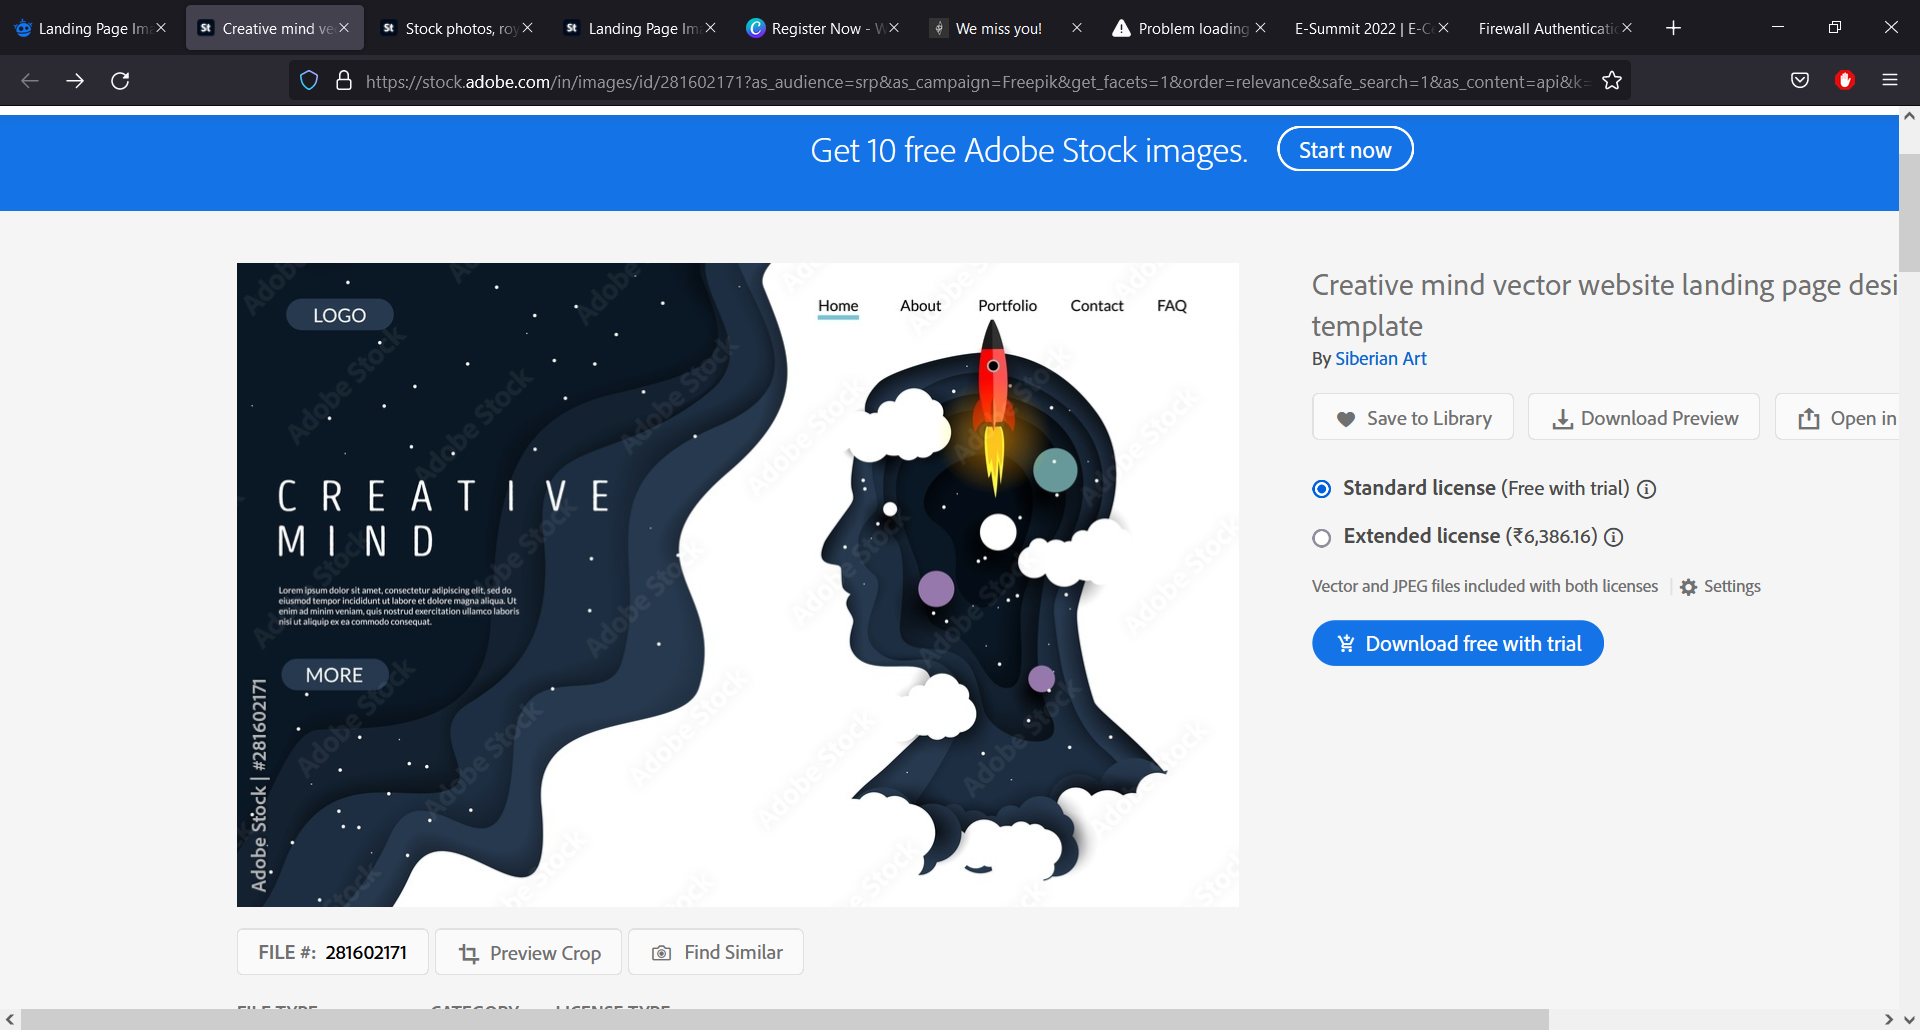 Landing Page Im
Creative mind ve
Stock photos, roy
Landing Page Im
Register Now - W
We miss you!
Problem loading
E-Summit 2022 | E-C
Firewall Authenticati
https://stock.adobe.com/in/images/id/281602171?as_audience=srp&as_campaign=Freepik&get_facets=1&order=relevance&safe_search=1&as_content=api&k=
Get 10 free Adobe Stock images.
Start now
LOGO
Home
About
Portfolio
Contact
FAQ
CREATIVE
MIND
Lorem ipsum dolor sit amet, consectetur adipiscing elit, sed do
eiusmod tempor incididunt ut labore et dolore magna aliqua. Ut
enim ad minim veniam, quis nostrud exercitation ullamco laboris
nisi ut aliquip ex ea commodo consequat.
MORE
Adobe Stock | #281602171
Creative mind vector website landing page desi
template
By Siberian Art
Save to Library
Download Preview
Open in
Standard license (Free with trial)
Extended license (₹6,386.16)
Vector and JPEG files included with both licenses
Settings
Download free with trial
FILE #: 281602171
Preview Crop
Find Similar
FILE TYPE
CATEGORY
LICENSE TYPE